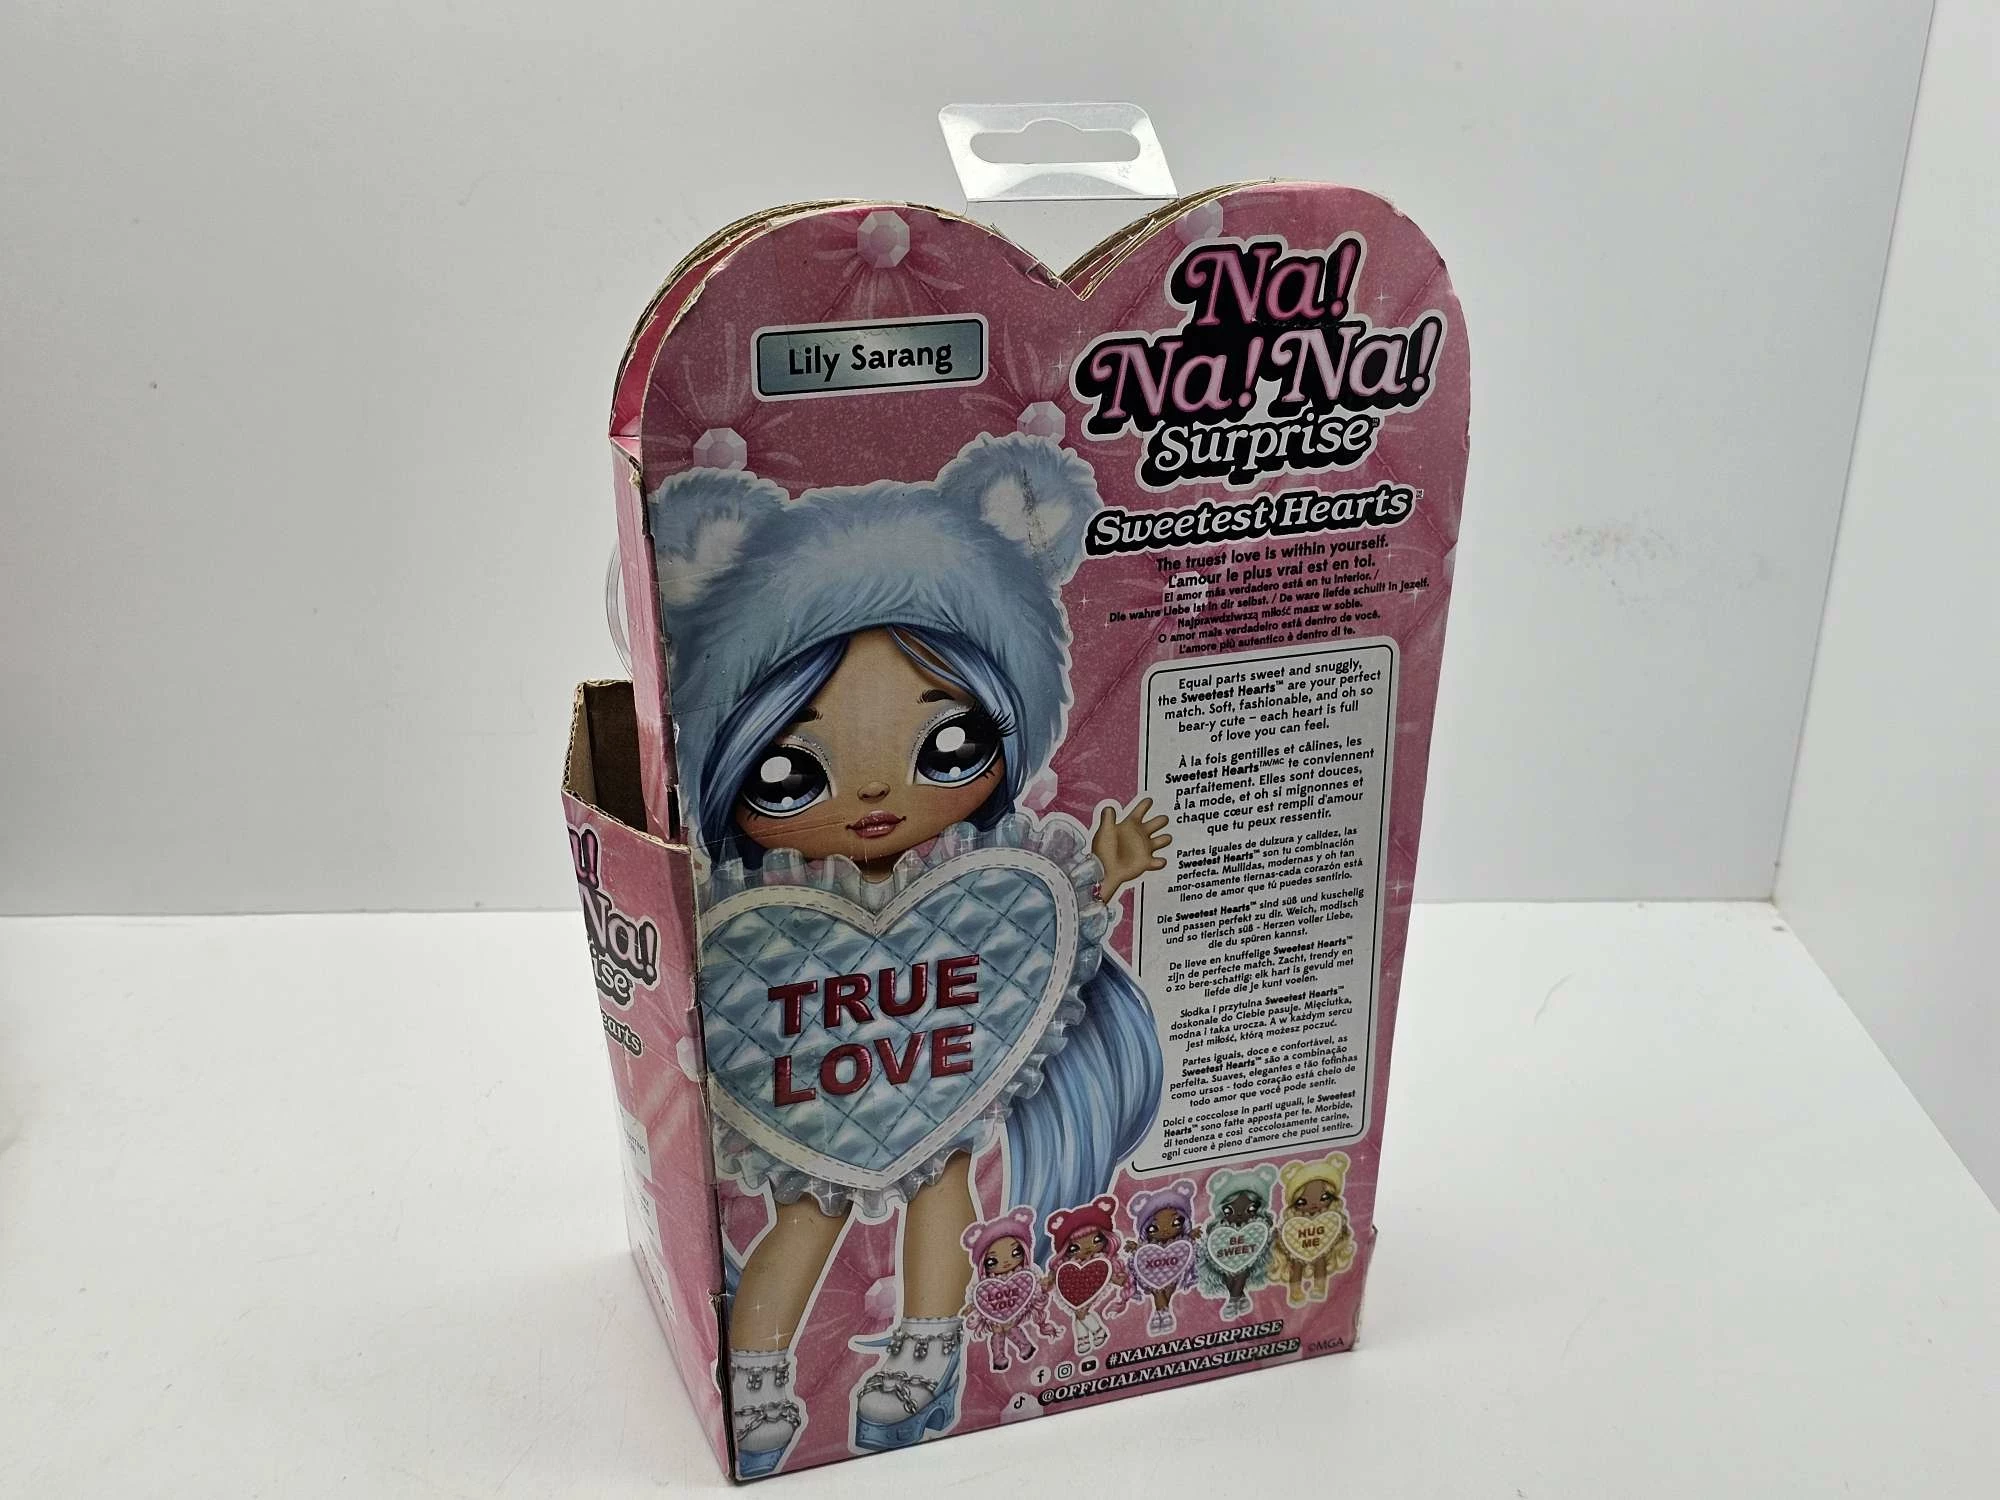 Lily Sarang
Na!
Na! Na!
Surprise™
Sweetest Hearts™
The truest love is within yourself.
L'amour le plus vrai est en toi.
El amor más verdadero está en tu interior. /
Die wahre Liebe ist in dir selbst. / De ware liefde schuilt in jezelf.
Najprawdziwszą miłość masz w sobie.
O amor mais verdadeiro está dentro de você.
L'amore più autentico è dentro di te.
Equal parts sweet and snuggly,
the Sweetest Hearts™ are your perfect
match. Soft, fashionable, and oh so
bear-y cute – each heart is full
of love you can feel.
À la fois gentilles et câlines, les
Sweetest Hearts™/MC te conviennent
parfaitement. Elles sont douces,
à la mode, et oh si mignonnes et
chaque cœur est rempli d'amour
que tu peux ressentir.
Partes iguales de dulzura y calidez, las
Sweetest Hearts™ son tu combinación
perfecta. Mullidas, modernas y oh tan
amor-osamente tiernas-cada corazón está
lleno de amor que tú puedes sentirlo.
Die Sweetest Hearts™ sind süß und kuschelig
und passen perfekt zu dir. Weich, modisch
und so tierisch süß - Herzen voller Liebe,
die du spüren kannst.
De lieve en knuffelige Sweetest Hearts™
zijn de perfecte match. Zacht, trendy en
o zo bere-schattig: elk hart is gevuld met
liefde die je kunt voelen.
Słodka i przytulna Sweetest Hearts™
doskonale do Ciebie pasuje. Mięciutka,
modna i taka urocza. A w każdym sercu
jest miłość, którą możesz poczuć.
Partes iguais, doce e confortável, as
Sweetest Hearts™ são a combinação
perfeita. Suaves, elegantes e tão fofinhas
como ursos - todo coração está cheio de
todo amor que você pode sentir.
Dolci e coccolose in parti uguali, le Sweetest
Hearts™ sono fatte apposta per te. Morbide,
di tendenza e così coccolosamente carine,
ogni cuore è pieno d'amore che puoi sentire.
TRUE
LOVE
LOVE
YOU
XOXO
BE
SWEET
HUG
ME
#NANANASURPRISE
@OFFICIALNANANASURPRISE
©MGA
Na!
ise
earts